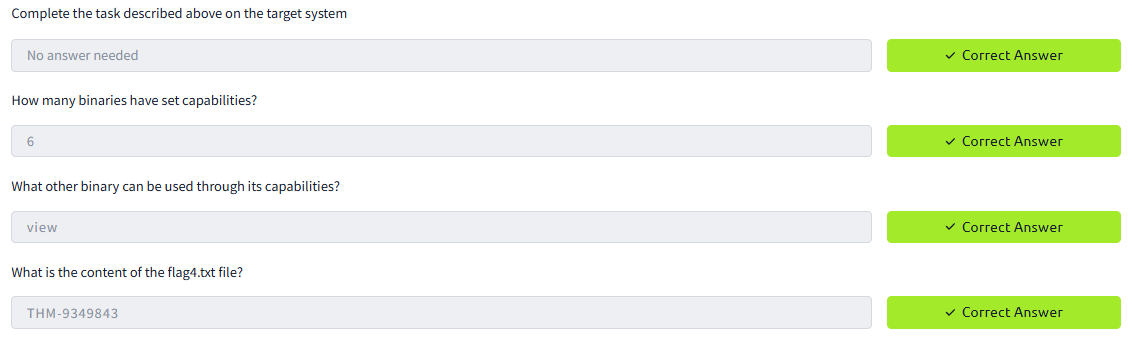 Complete the task described above on the target system
No answer needed
✓ Correct Answer
How many binaries have set capabilities?
6
✓ Correct Answer
What other binary can be used through its capabilities?
view
✓ Correct Answer
What is the content of the flag4.txt file?
THM-9349843
✓ Correct Answer